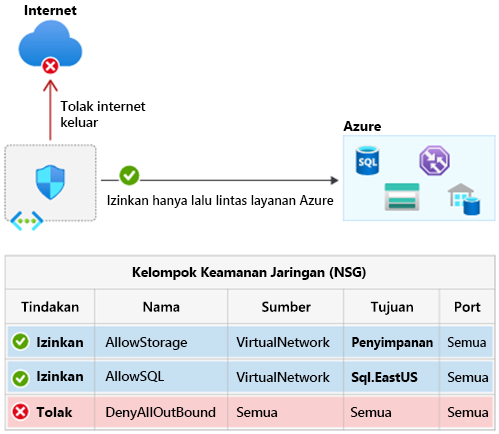 Internet
Tolak internet
keluar
Azure
SQL
Izinkan hanya lalu lintas layanan Azure
Kelompok Keamanan Jaringan (NSG)
Tindakan Nama Sumber Tujuan Port
Izinkan AllowStorage VirtualNetwork Penyimpanan Semua
Izinkan AllowSQL VirtualNetwork Sql.EastUS Semua
Tolak DenyAllOutBound Semua Semua Semua